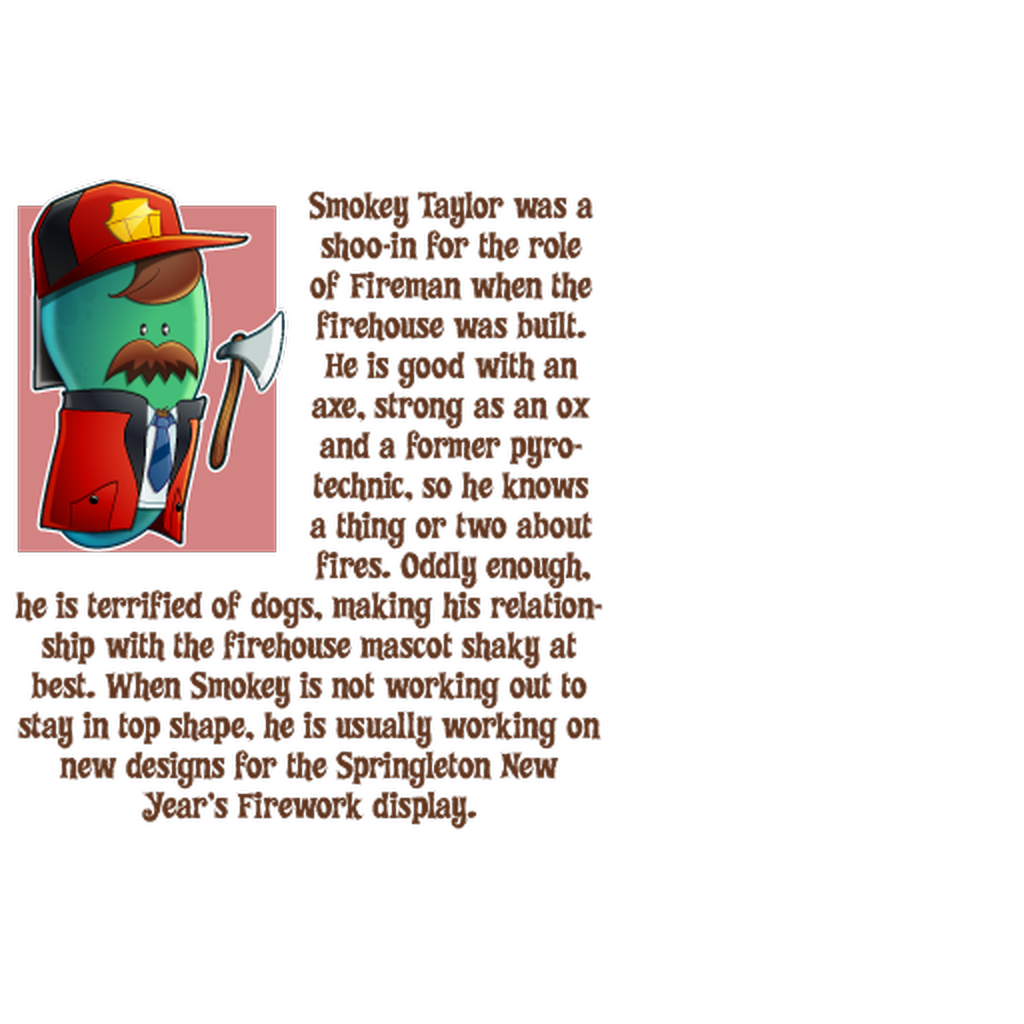 Smokey Taylor was a
shoo-in for the role
of Fireman when the
firehouse was built.
He is good with an
axe, strong as an ox
and a former pyro-
technic, so he knows
a thing or two about
fires. Oddly enough,
he is terrified of dogs, making his relation-
ship with the firehouse mascot shaky at
best. When Smokey is not working out to
stay in top shape, he is usually working on
new designs for the Springleton New
Year's Firework display.